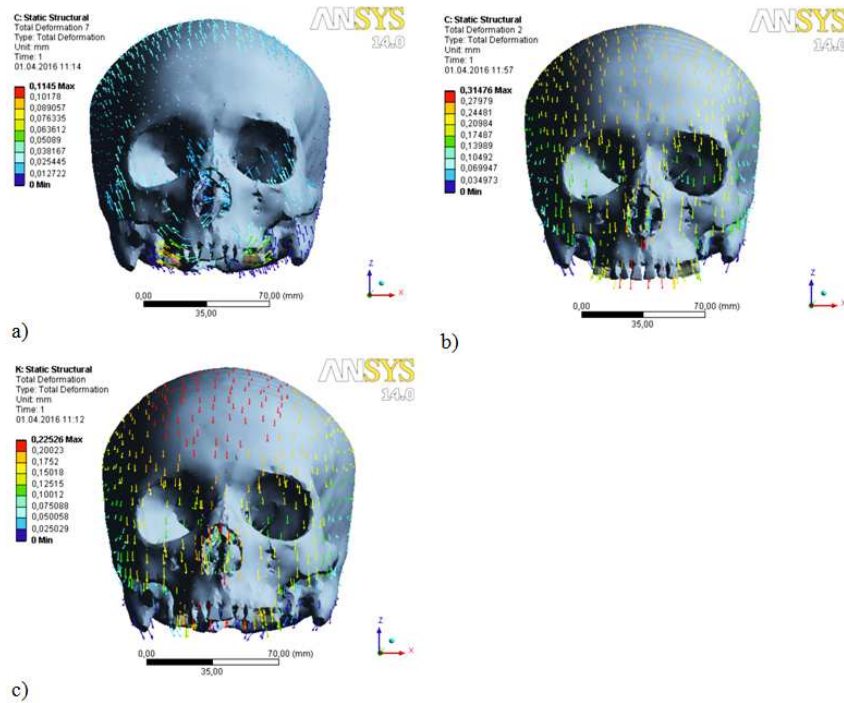 C: Static Structural
Total Deformation 7
Type: Total Deformation
Unit: mm
Time: 1
01.04.2016 11:14
0,1145 Max
0,10178
0,089057
0,076335
0,063612
0,05089
0,038167
0,025445
0,012722
0 Min
ANSYS
14.0
Z
X
0,00
70,00 (mm)
35,00
a)
C: Static Structural
Total Deformation 2
Type: Total Deformation
Unit: mm
Time: 1
01.04.2016 11:57
0,31476 Max
0,27979
0,24481
0,20984
0,17487
0,13989
0,10492
0,069947
0,034973
0 Min
ANSYS
14.0
Z
X
0,00
70,00 (mm)
35,00
b)
K: Static Structural
Total Deformation
Type: Total Deformation
Unit: mm
Time: 1
01.04.2016 11:12
0,22526 Max
0,20023
0,1752
0,15018
0,12515
0,10012
0,075088
0,050058
0,025029
0 Min
ANSYS
14.0
Z
X
0,00
70,00 (mm)
35,00
c)